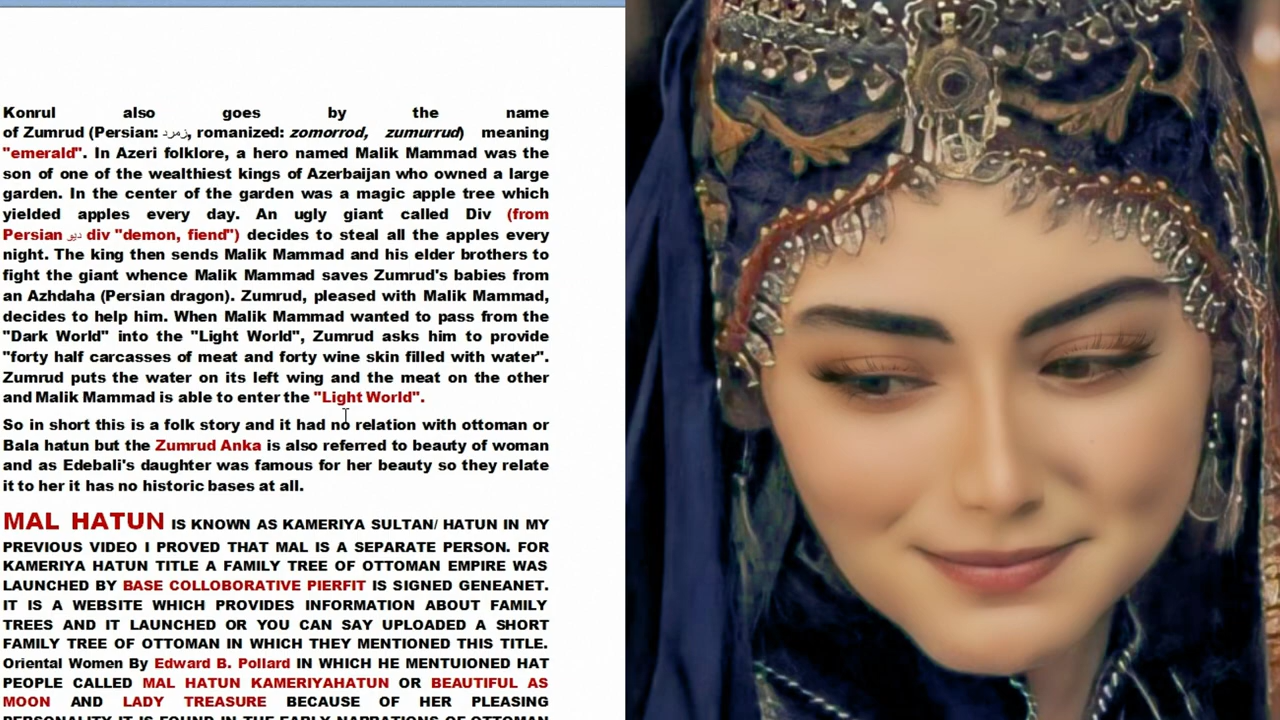 Konrul also goes by the name
of Zumrud (Persian: زمرد, romanized: zomorrod, zumurrud) meaning
"emerald". In Azeri folklore, a hero named Malik Mammad was the
son of one of the wealthiest kings of Azerbaijan who owned a large
garden. In the center of the garden was a magic apple tree which
yielded apples every day. An ugly giant called Div (from
Persian دیو div "demon, fiend") decides to steal all the apples every
night. The king then sends Malik Mammad and his elder brothers to
fight the giant whence Malik Mammad saves Zumrud's babies from
an Azhdaha (Persian dragon). Zumrud, pleased with Malik Mammad,
decides to help him. When Malik Mammad wanted to pass from the
"Dark World" into the "Light World", Zumrud asks him to provide
"forty half carcasses of meat and forty wine skin filled with water".
Zumrud puts the water on its left wing and the meat on the other
and Malik Mammad is able to enter the "Light World".
So in short this is a folk story and it had no relation with ottoman or
Bala hatun but the Zumrud Anka is also referred to beauty of woman
and as Edebali's daughter was famous for her beauty so they relate
it to her it has no historic bases at all.
MAL HATUN IS KNOWN AS KAMERIYA SULTAN/ HATUN IN MY
PREVIOUS VIDEO I PROVED THAT MAL IS A SEPARATE PERSON. FOR
KAMERIYA HATUN TITLE A FAMILY TREE OF OTTOMAN EMPIRE WAS
LAUNCHED BY BASE COLLOBORATIVE PIERFIT IS SIGNED GENEANET.
IT IS A WEBSITE WHICH PROVIDES INFORMATION ABOUT FAMILY
TREES AND IT LAUNCHED OR YOU CAN SAY UPLOADED A SHORT
FAMILY TREE OF OTTOMAN IN WHICH THEY MENTIONED THIS TITLE.
Oriental Women By Edward B. Pollard IN WHICH HE MENTUIONED HAT
PEOPLE CALLED MAL HATUN KAMERIYAHATUN OR BEAUTIFUL AS
MOON AND LADY TREASURE BECAUSE OF HER PLEASING
PERSONALITY IT IS FOUND IN THE EARLY NARRATIONS OF OTTOMAN